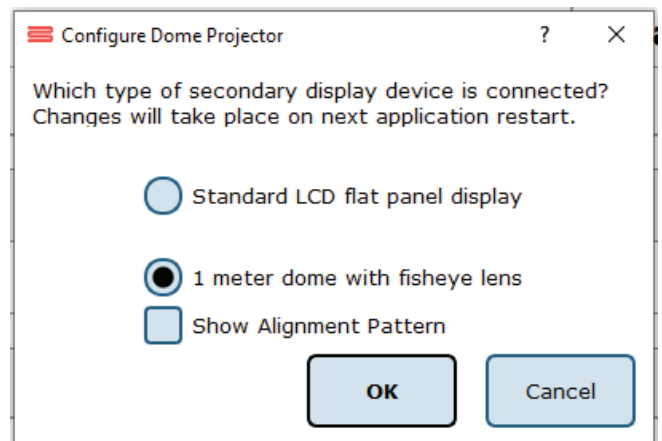 Configure Dome Projector ?
Which type of secondary display device is connected?
Changes will take place on next application restart.
Standard LCD flat panel display
1 meter dome with fisheye lens
Show Alignment Pattern
OK Cancel